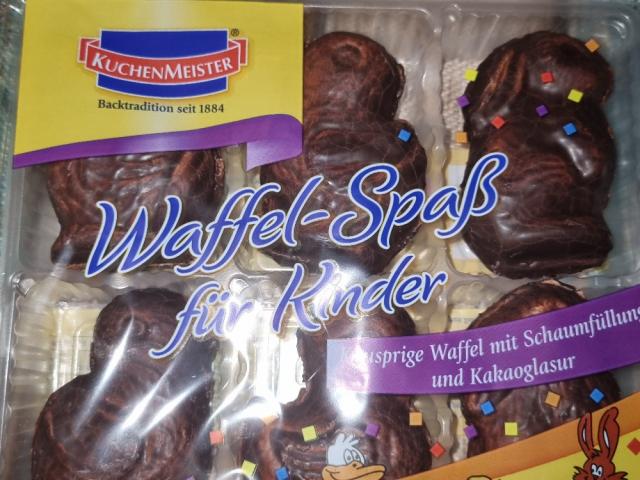 KUCHENMEISTER®
Backtradition seit 1884
Waffel-Spaß
für Kinder
Knusprige Waffel mit Schaumfüllung
und Kakaoglasur